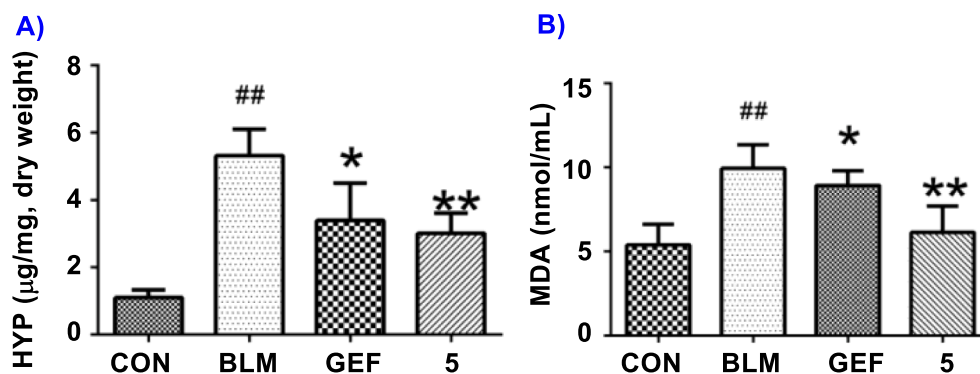 A)
HYP (μg/mg, dry weight)
8
6
4
2
0
##
*
**
CON BLM GEF 5
B)
MDA (nmol/mL)
15
10
5
0
##
*
**
CON BLM GEF 5